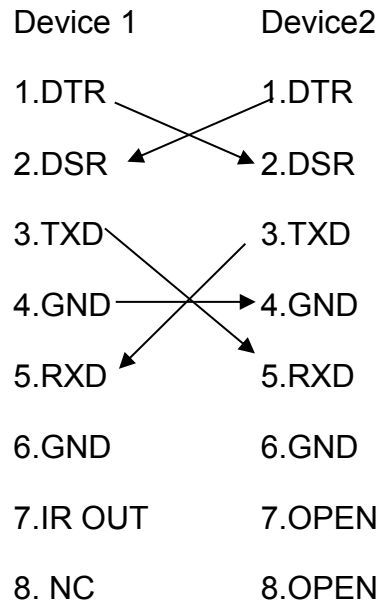 Device 1 Device2
1.DTR 1.DTR
2.DSR 2.DSR
3.TXD 3.TXD
4.GND 4.GND
5.RXD 5.RXD
6.GND 6.GND
7.IR OUT 7.OPEN
8. NC 8.OPEN